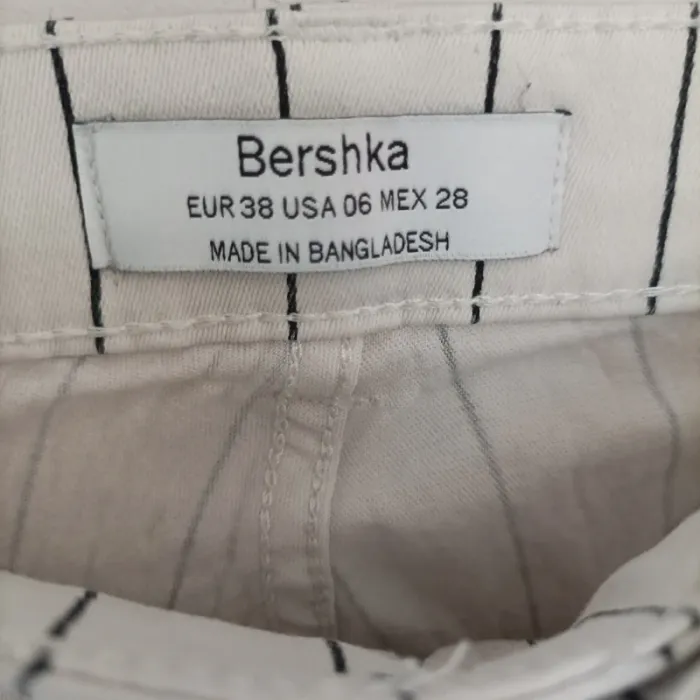 Bershka
EUR 38 USA 06 MEX 28
MADE IN BANGLADESH